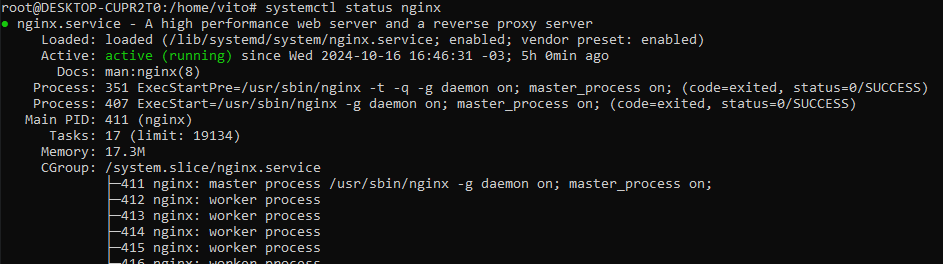 root@DESKTOP-CUPR2T0:/home/vito# systemctl status nginx
● nginx.service - A high performance web server and a reverse proxy server
Loaded: loaded (/lib/systemd/system/nginx.service; enabled; vendor preset: enabled)
Active: active (running) since Wed 2024-10-16 16:46:31 -03; 5h 0min ago
Docs: man:nginx(8)
Process: 351 ExecStartPre=/usr/sbin/nginx -t -q -g daemon on; master_process on; (code=exited, status=0/SUCCESS)
Process: 407 ExecStart=/usr/sbin/nginx -g daemon on; master_process on; (code=exited, status=0/SUCCESS)
Main PID: 411 (nginx)
Tasks: 17 (limit: 19134)
Memory: 17.3M
CGroup: /system.slice/nginx.service
├─411 nginx: master process /usr/sbin/nginx -g daemon on; master_process on;
├─412 nginx: worker process
├─413 nginx: worker process
├─414 nginx: worker process
├─415 nginx: worker process
├─416 nginx: worker process